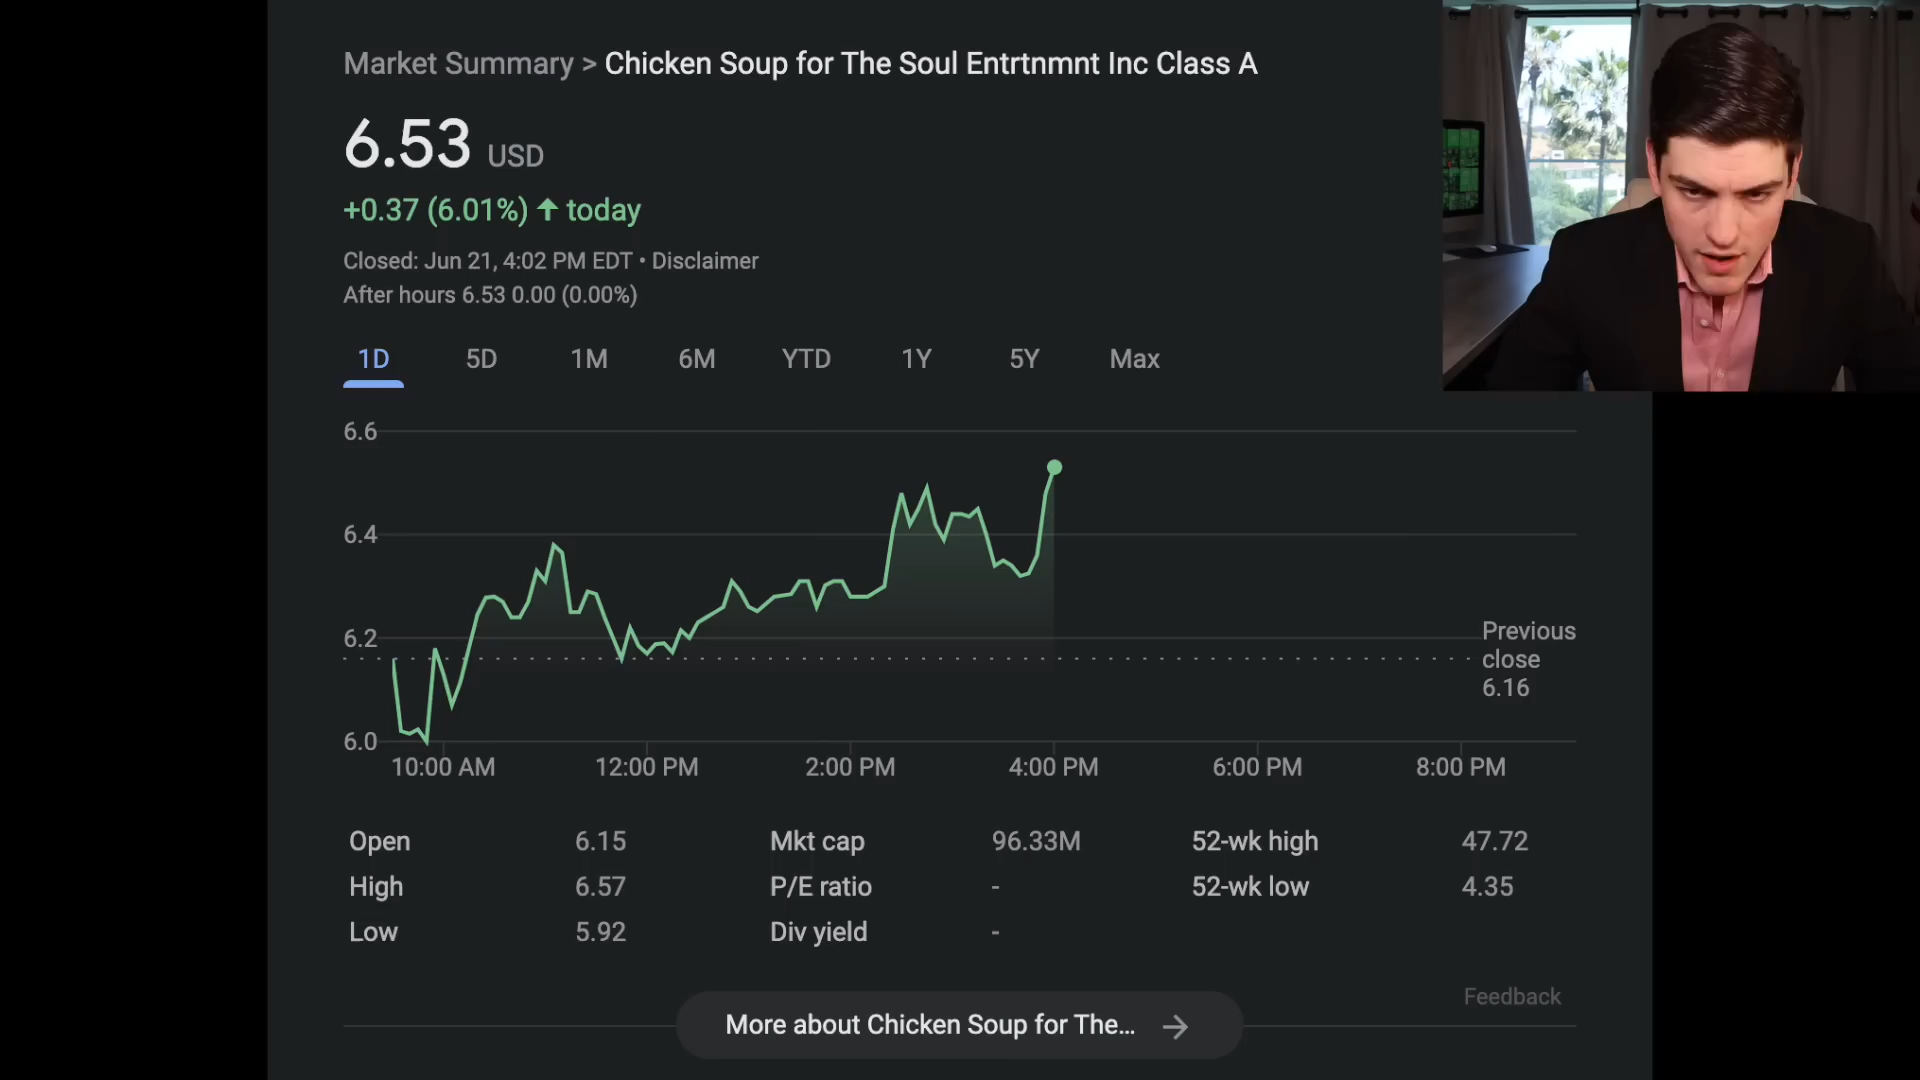 Market Summary > Chicken Soup for The Soul Entrtnmnt Inc Class A
6.53 USD
+0.37 (6.01%) ↑ today
Closed: Jun 21, 4:02 PM EDT • Disclaimer
After hours 6.53 0.00 (0.00%)
1D 5D 1M 6M YTD 1Y 5Y Max
6.6
6.4
6.2
6.0
Previous
close
6.16
10:00 AM 12:00 PM 2:00 PM 4:00 PM 6:00 PM 8:00 PM
Open 6.15 Mkt cap 96.33M 52-wk high 47.72
High 6.57 P/E ratio - 52-wk low 4.35
Low 5.92 Div yield -
Feedback
More about Chicken Soup for The... →